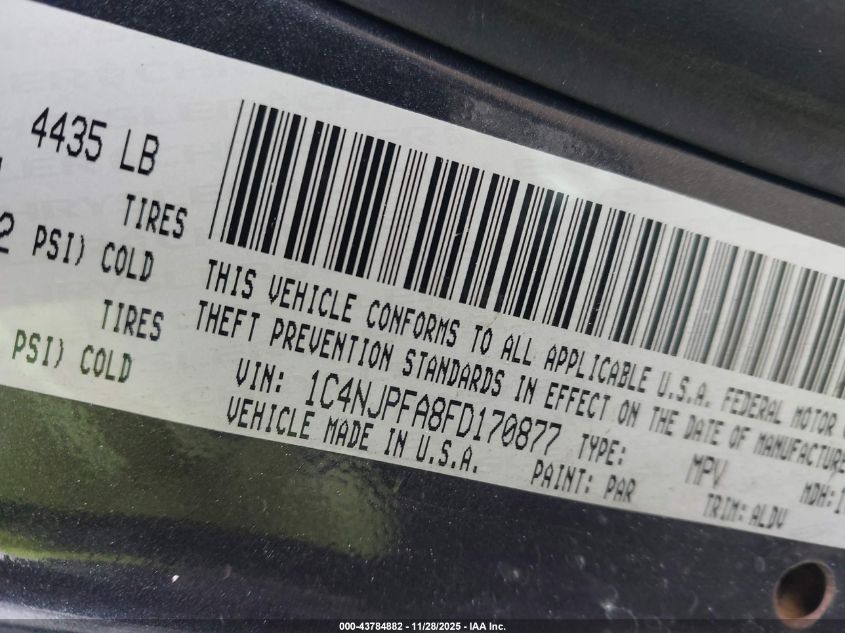 4435 LB
TIRES
PSI) COLD
TIRES
PSI) COLD
THIS VEHICLE CONFORMS TO ALL APPLICABLE U.S.A. FEDERAL MOTOR
THEFT PREVENTION STANDARDS IN EFFECT ON THE DATE OF MANUFACTURE
VIN: 1C4NJPFA8FD170877 TYPE: MPV MDH:1
VEHICLE MADE IN U.S.A. PAINT: PAR TRIM: ALDV
000-43784882 - 11/28/2025 - IAA Inc.